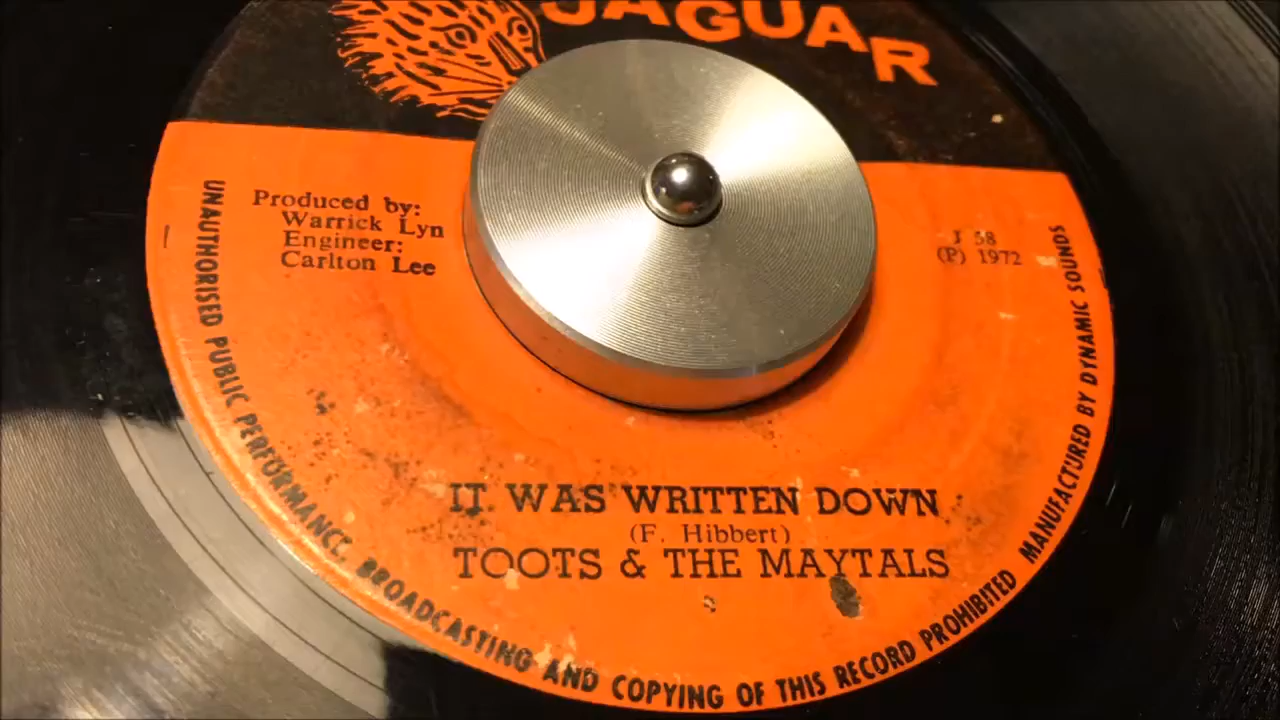 JAGUAR
Produced by:
Warrick Lyn
Engineer:
Carlton Lee
J 58
(P) 1972
IT WAS WRITTEN DOWN
(F. Hibbert)
TOOTS & THE MAYTALS
UNAUTHORISED PUBLIC PERFORMANCE, BROADCASTING AND COPYING OF THIS RECORD PROHIBITED MANUFACTURED BY DYNAMIC SOUNDS